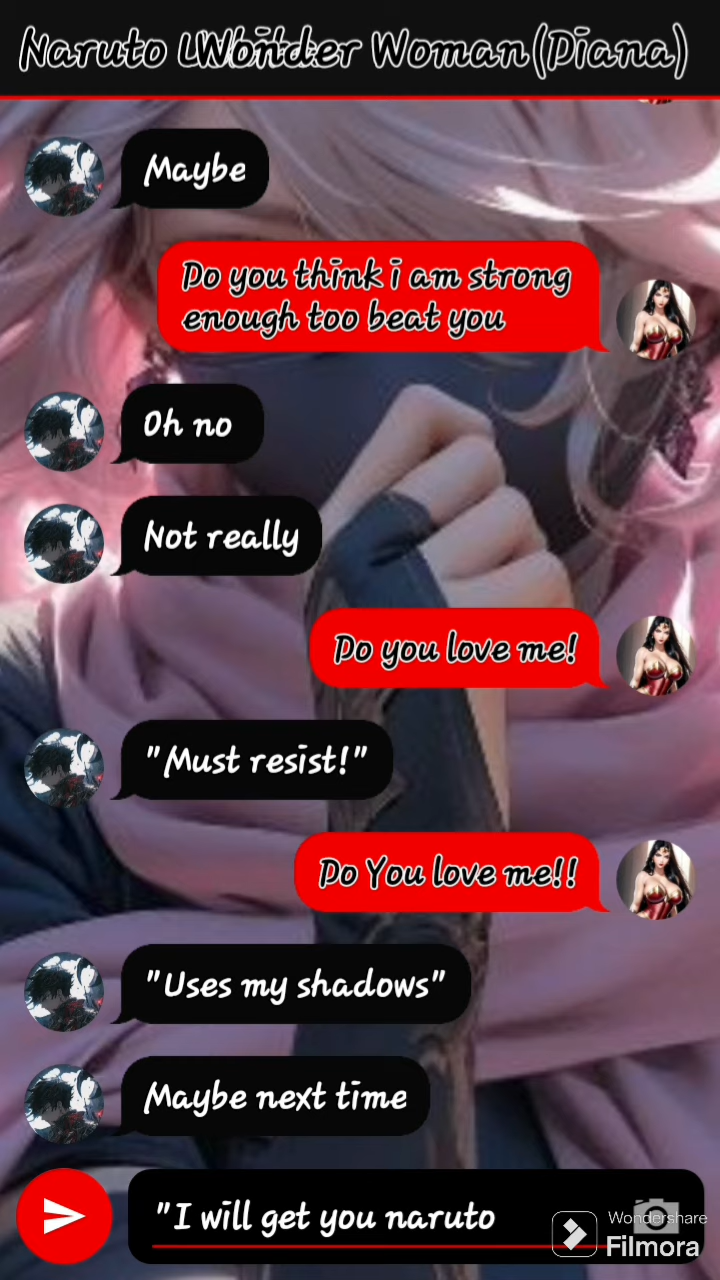 Naruto Wonder Woman(Diana)
Maybe
Do you think i am strong
enough too beat you
Oh no
Not really
Do you love me!
"Must resist!"
Do You love me!!
"Uses my shadows"
Maybe next time
"I will get you naruto
Wondershare
Filmora